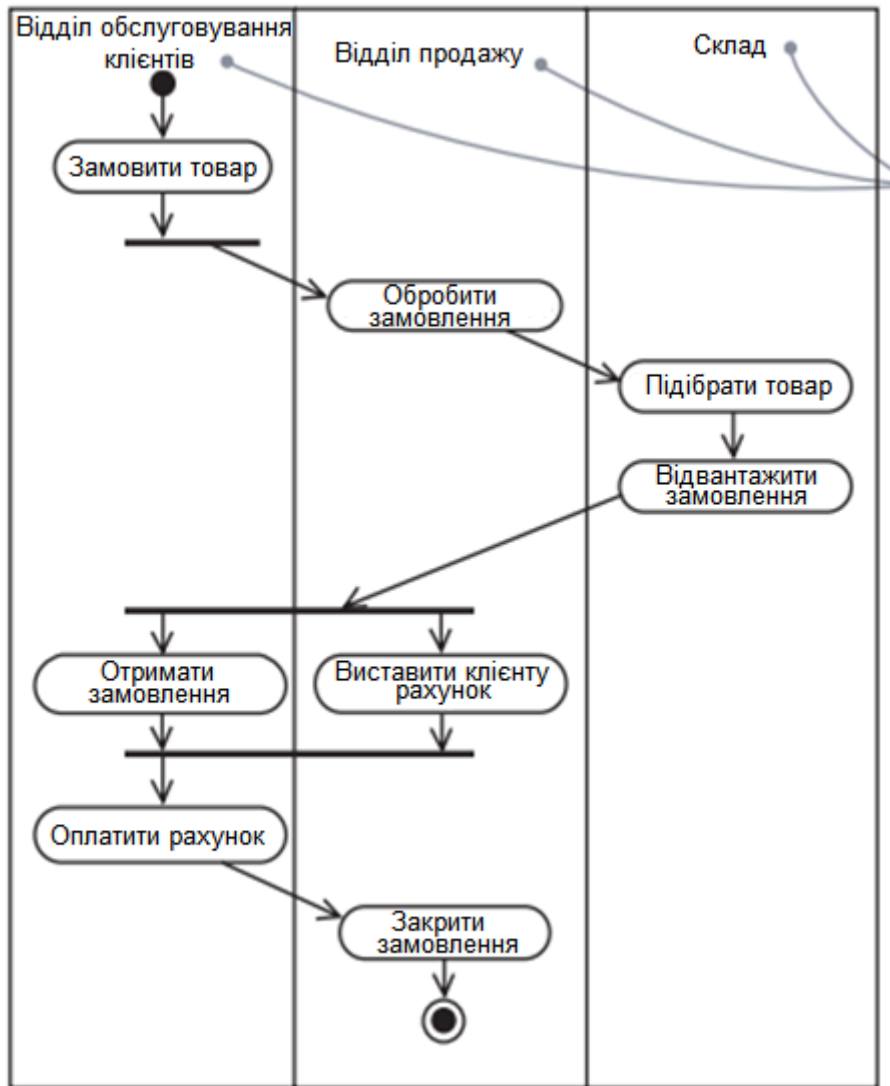 Відділ обслуговування
клієнтів
Відділ продажу
Склад
Замовити товар
Обробити
замовлення
Підібрати товар
Відвантажити
замовлення
Отримати
замовлення
Виставити клієнту
рахунок
Оплатити рахунок
Закрити
замовлення